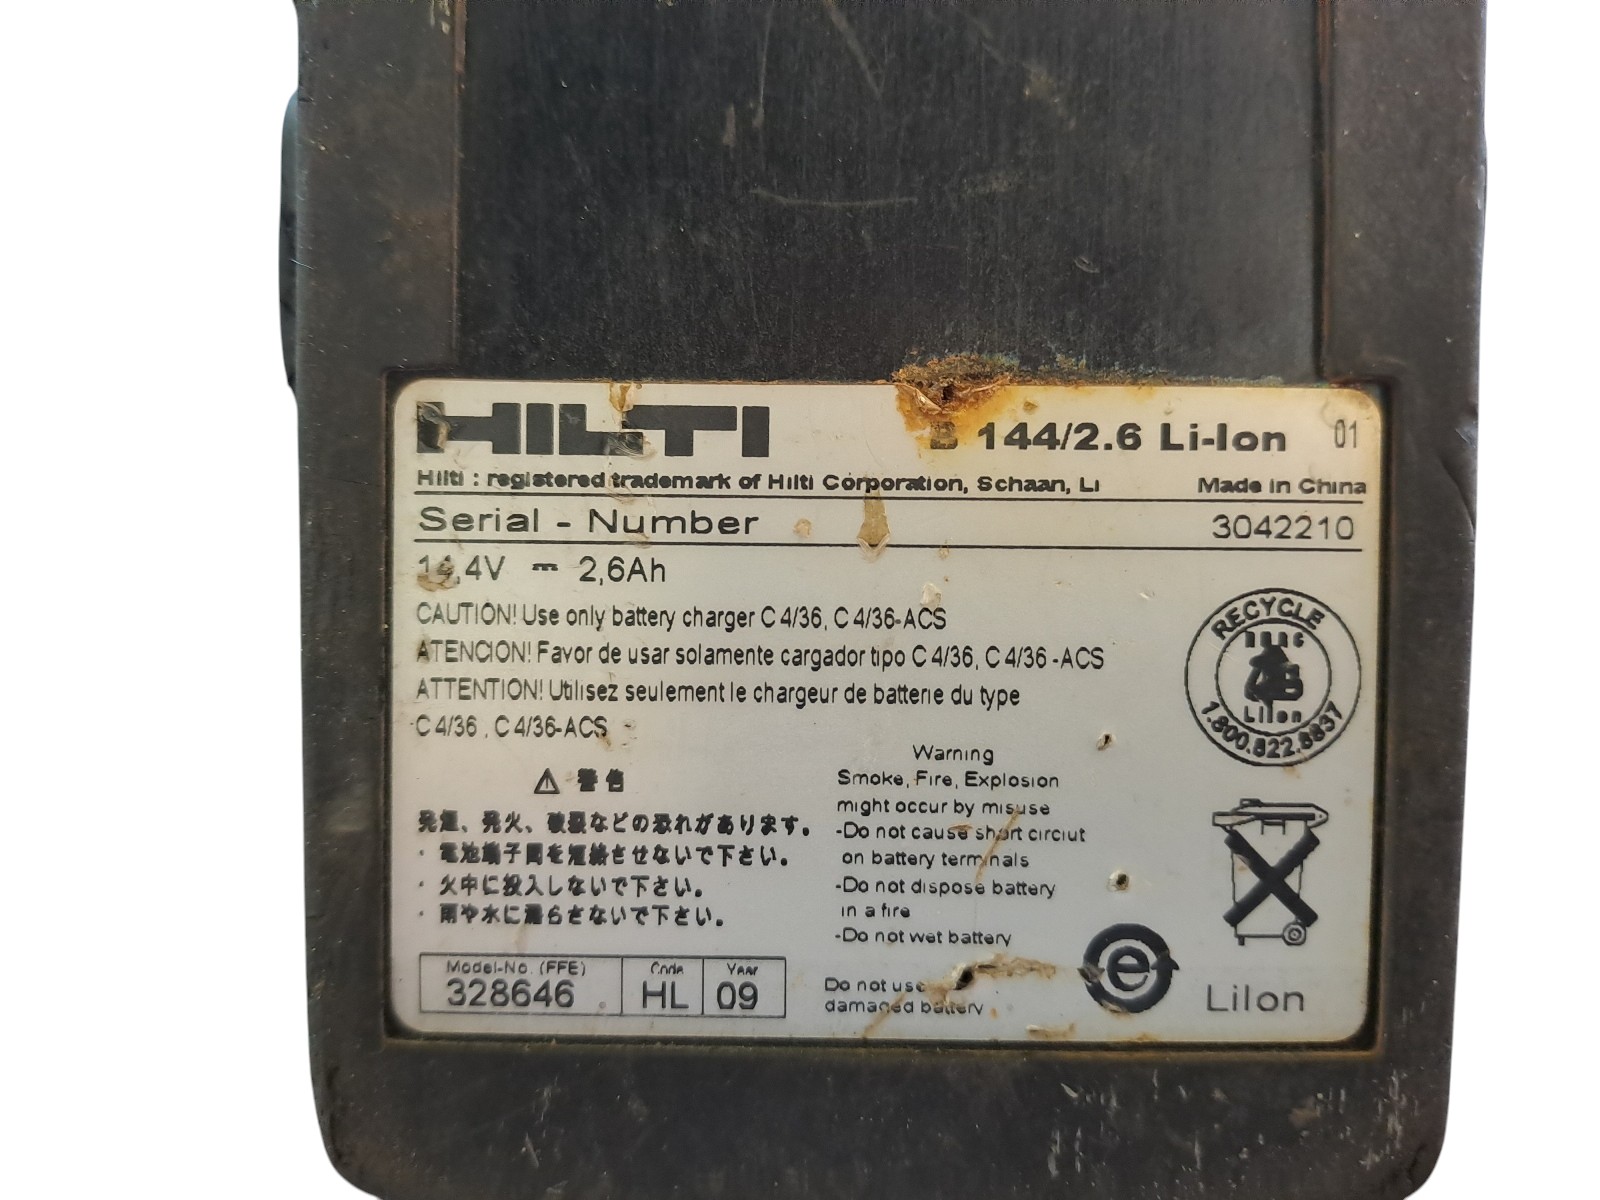 HILTI B 144/2.6 Li-Ion 01
Hilti : registered trademark of Hilti Corporation, Schaan, Li Made in China
Serial - Number 3042210
14,4V ⎓ 2,6Ah
CAUTION! Use only battery charger C 4/36, C 4/36-ACS
ATENCION! Favor de usar solamente cargador tipo C 4/36, C 4/36 -ACS
ATTENTION! Utilisez seulement le chargeur de batterie du type
C 4/36 , C 4/36-ACS
RECYCLE
RBRC
Li Ion
1.800.822.8837
⚠ 警告
発煙、発火、破裂などの恐れがあります。
・電池端子間を短絡させないで下さい。
・火中に投入しないで下さい。
・雨や水に濡らさないで下さい。
Warning
Smoke, Fire, Explosion
might occur by misuse
-Do not cause short circiut
on battery terminals
-Do not dispose battery
in a fire
-Do not wet battery
Do not use
damaged battery
Model-No. (FFE) Code Year
328646 HL 09
e
LiIon